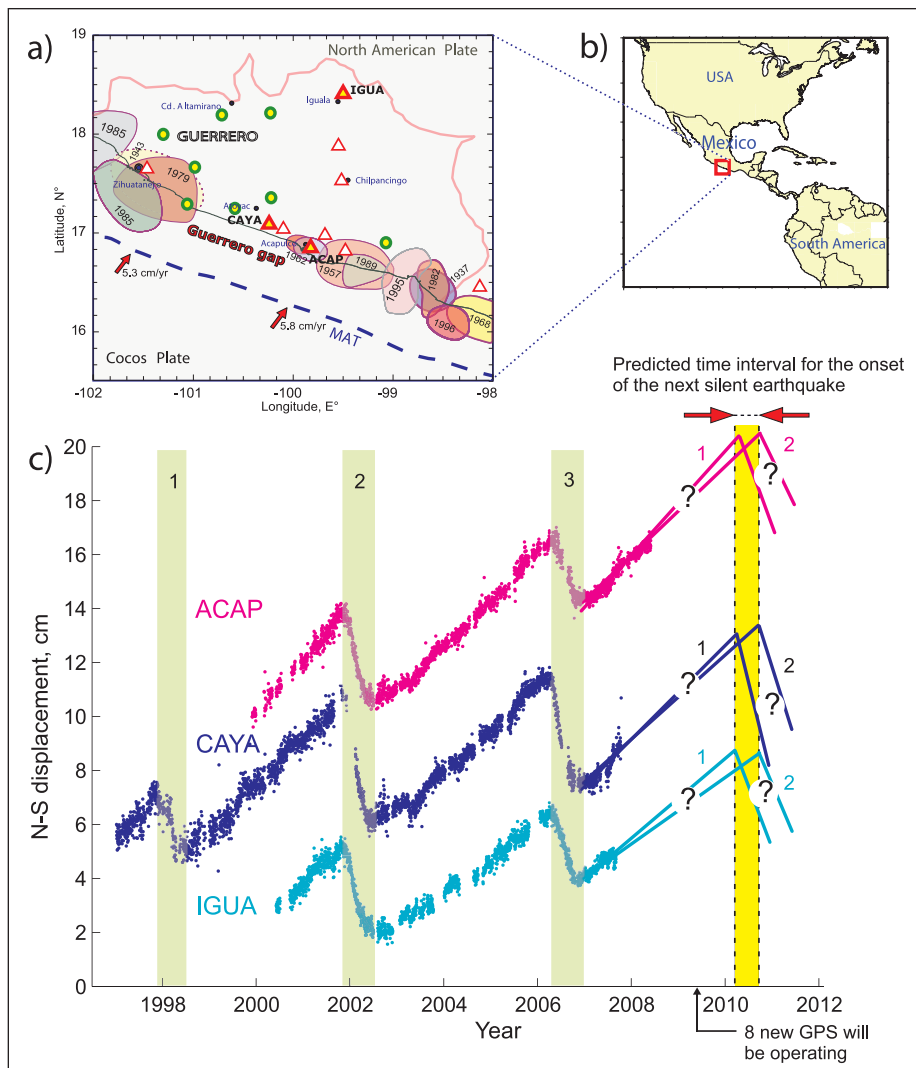 a)
19
18
17
16
Latitude, N°
-102
-101
-100
-99
-98
Longitude, E°
North American Plate
IGUA
Iguala
Cd. Altamirano
GUERRERO
1985
1943
1979
Zihuatanejo
1985
Chilpancingo
CAYA
Guerrero gap
Acapulco
ACAP
1962
1957
1989
1995
1982
1937
1996
1968
5.3 cm/yr
5.8 cm/yr
MAT
Cocos Plate
b)
USA
Mexico
South America
Predicted time interval for the onset
of the next silent earthquake
c)
20
18
16
14
12
10
8
6
4
2
0
N-S displacement, cm
1
2
3
ACAP
CAYA
IGUA
1
2
?
?
1
2
?
?
1
2
?
?
1998
2000
2002
2004
2006
2008
2010
2012
Year
8 new GPS will
be operating